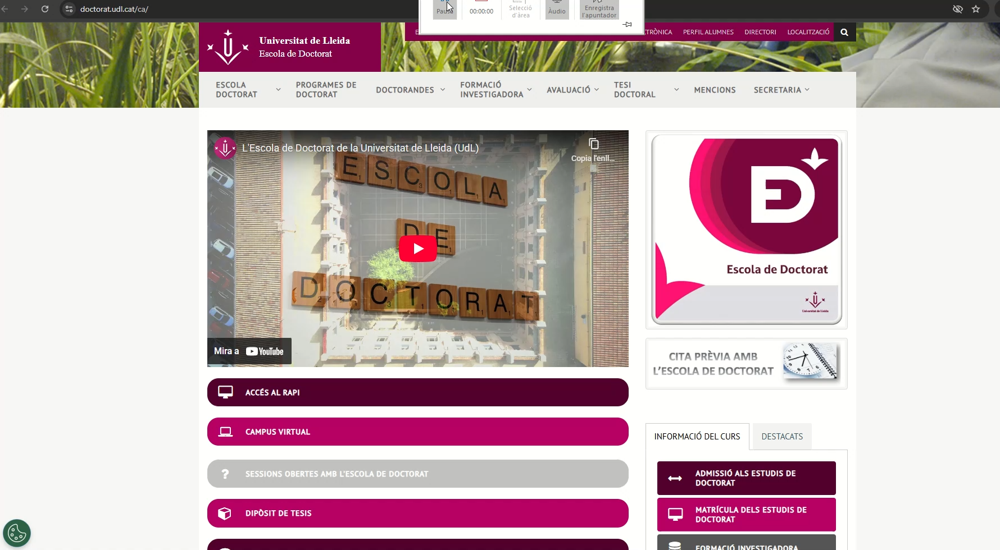 doctorat.udl.cat/ca/
Pausa
00:00:00
Selecció
d'àrea
Àudio
Enregistra
l'apuntador
Universitat de Lleida
Escola de Doctorat
PERFIL ALUMNES
DIRECTORI
LOCALITZACIÓ
ESCOLA
DOCTORAT
PROGRAMES DE
DOCTORAT
DOCTORANDES
FORMACIÓ
INVESTIGADORA
AVALUACIÓ
TESI
DOCTORAL
MENCIONS
SECRETARIA
L'Escola de Doctorat de la Universitat de Lleida (UdL)
Copia l'enll...
ESCOLA
DE
DOCTORAT
Mira a YouTube
ED
Escola de Doctorat
Universitat de Lleida
CITA PRÈVIA AMB
L'ESCOLA DE DOCTORAT
ACCÉS AL RAPI
CAMPUS VIRTUAL
SESSIONS OBERTES AMB L'ESCOLA DE DOCTORAT
DIPÒSIT DE TESIS
INFORMACIÓ DEL CURS
DESTACATS
ADMISSIÓ ALS ESTUDIS DE
DOCTORAT
MATRÍCULA DELS ESTUDIS DE
DOCTORAT
FORMACIÓ INVESTIGADORA